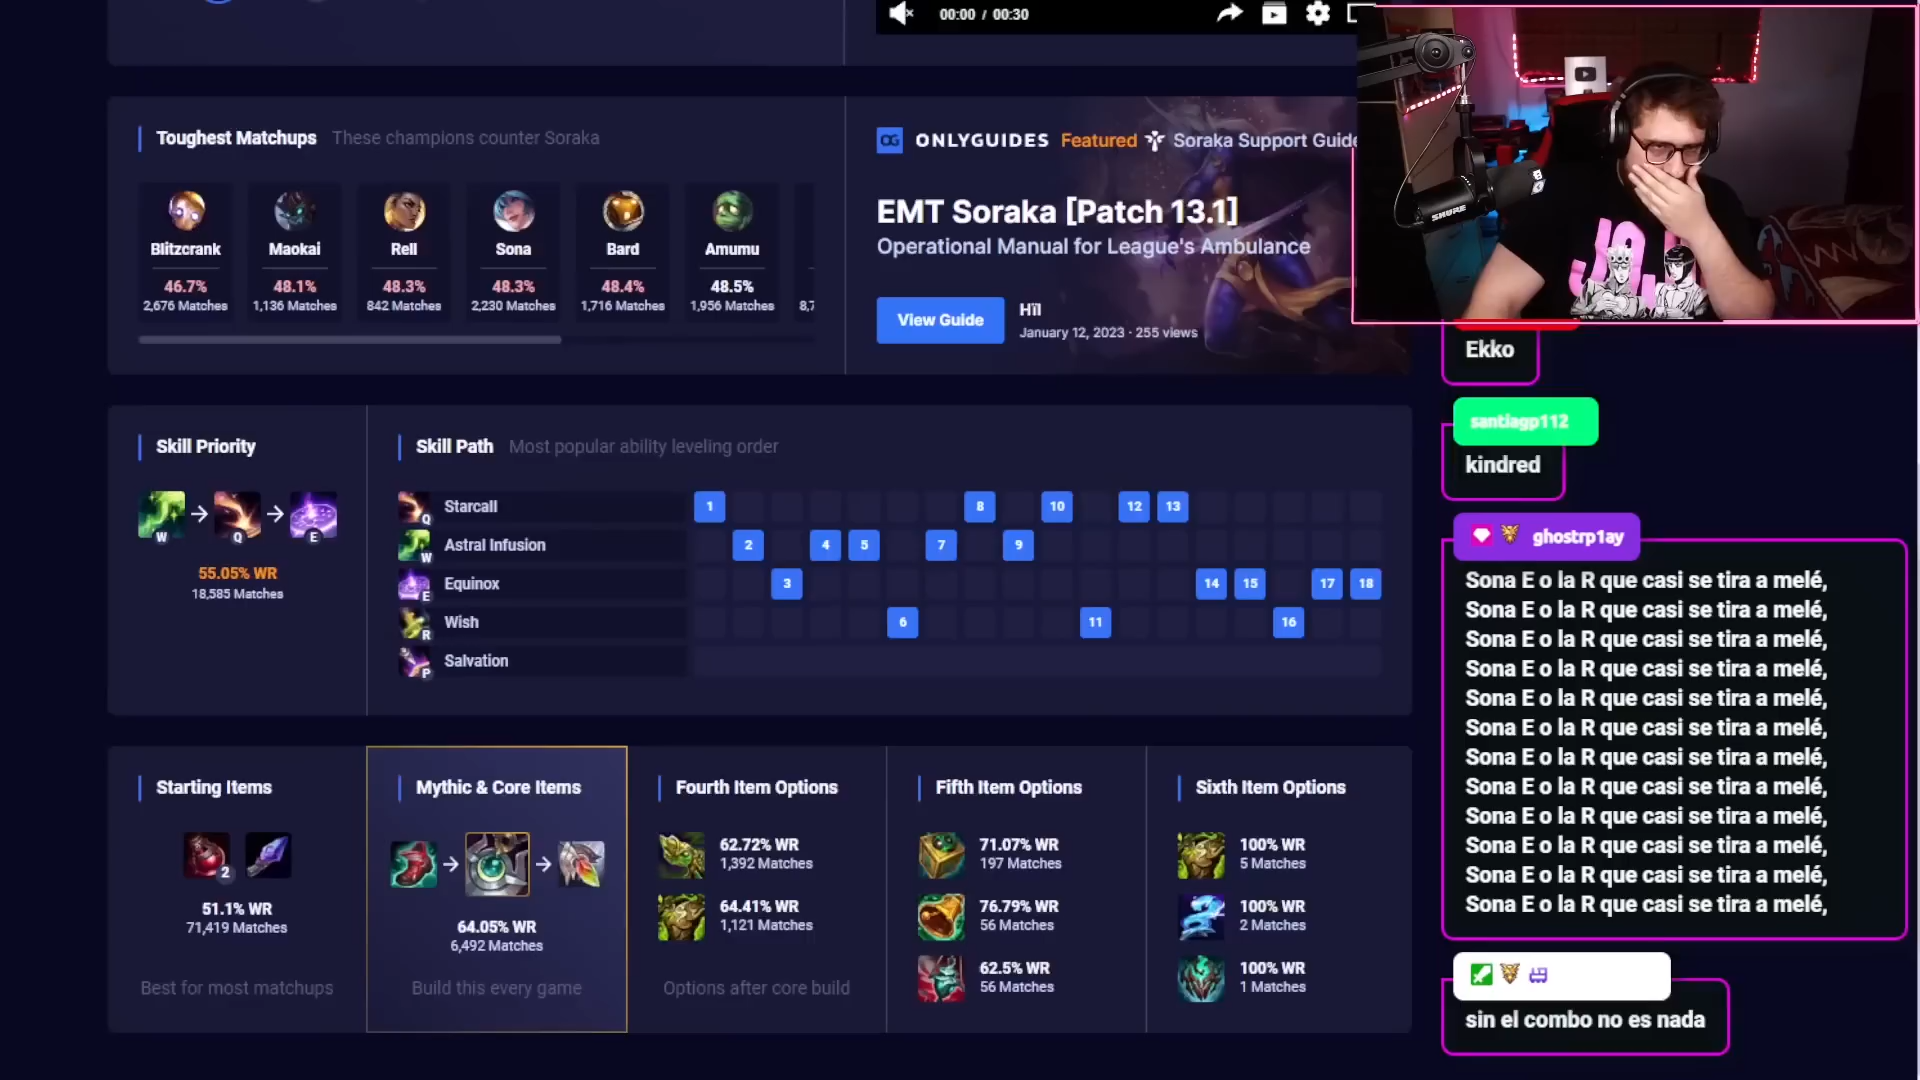 00:00 / 00:30
Toughest Matchups These champions counter Soraka
Blitzcrank
46.7%
2,676 Matches
Maokai
48.1%
1,136 Matches
Rell
48.3%
842 Matches
Sona
48.3%
2,230 Matches
Bard
48.4%
1,716 Matches
Amumu
48.5%
1,956 Matches
8,7
OG ONLYGUIDES Featured Soraka Support Guide
EMT Soraka [Patch 13.1]
Operational Manual for League's Ambulance
View Guide
Hïl
January 12, 2023 · 255 views
SHURE
Skill Priority
W Q E
55.05% WR
18,585 Matches
Skill Path Most popular ability leveling order
Q Starcall 1 8 10 12 13
W Astral Infusion 2 4 5 7 9
E Equinox 3 14 15 17 18
R Wish 6 11 16
P Salvation
Starting Items
2
51.1% WR
71,419 Matches
Best for most matchups
Mythic & Core Items
64.05% WR
6,492 Matches
Build this every game
Fourth Item Options
62.72% WR
1,392 Matches
64.41% WR
1,121 Matches
Options after core build
Fifth Item Options
71.07% WR
197 Matches
76.79% WR
56 Matches
62.5% WR
56 Matches
Sixth Item Options
100% WR
5 Matches
100% WR
2 Matches
100% WR
1 Matches
Ekko
santiagp112
kindred
ghostrp1ay
Sona E o la R que casi se tira a melé,
Sona E o la R que casi se tira a melé,
Sona E o la R que casi se tira a melé,
Sona E o la R que casi se tira a melé,
Sona E o la R que casi se tira a melé,
Sona E o la R que casi se tira a melé,
Sona E o la R que casi se tira a melé,
Sona E o la R que casi se tira a melé,
Sona E o la R que casi se tira a melé,
Sona E o la R que casi se tira a melé,
Sona E o la R que casi se tira a melé,
Sona E o la R que casi se tira a melé,
sin el combo no es nada